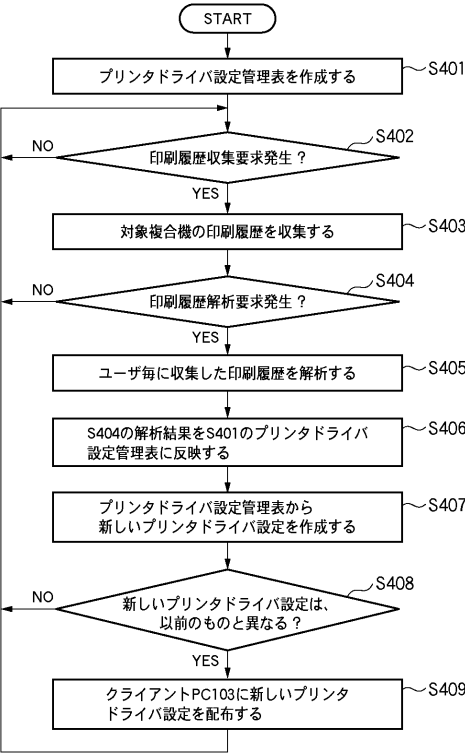 START
プリンタドライバ設定管理表を作成する
S401
印刷履歴収集要求発生？
S402
NO
YES
対象複合機の印刷履歴を収集する
S403
印刷履歴解析要求発生？
S404
NO
YES
ユーザ毎に収集した印刷履歴を解析する
S405
S404の解析結果をS401のプリンタドライバ
設定管理表に反映する
S406
プリンタドライバ設定管理表から
新しいプリンタドライバ設定を作成する
S407
新しいプリンタドライバ設定は、
以前のものと異なる？
S408
NO
YES
クライアントPC103に新しいプリンタ
ドライバ設定を配布する
S409